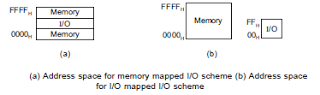 FFFFH Memory
I/O
0000H Memory
(a)
FFFFH
Memory
0000H
FFH
I/O
00H
(b)
(a) Address space for memory mapped I/O scheme (b) Address space
for I/O mapped I/O scheme